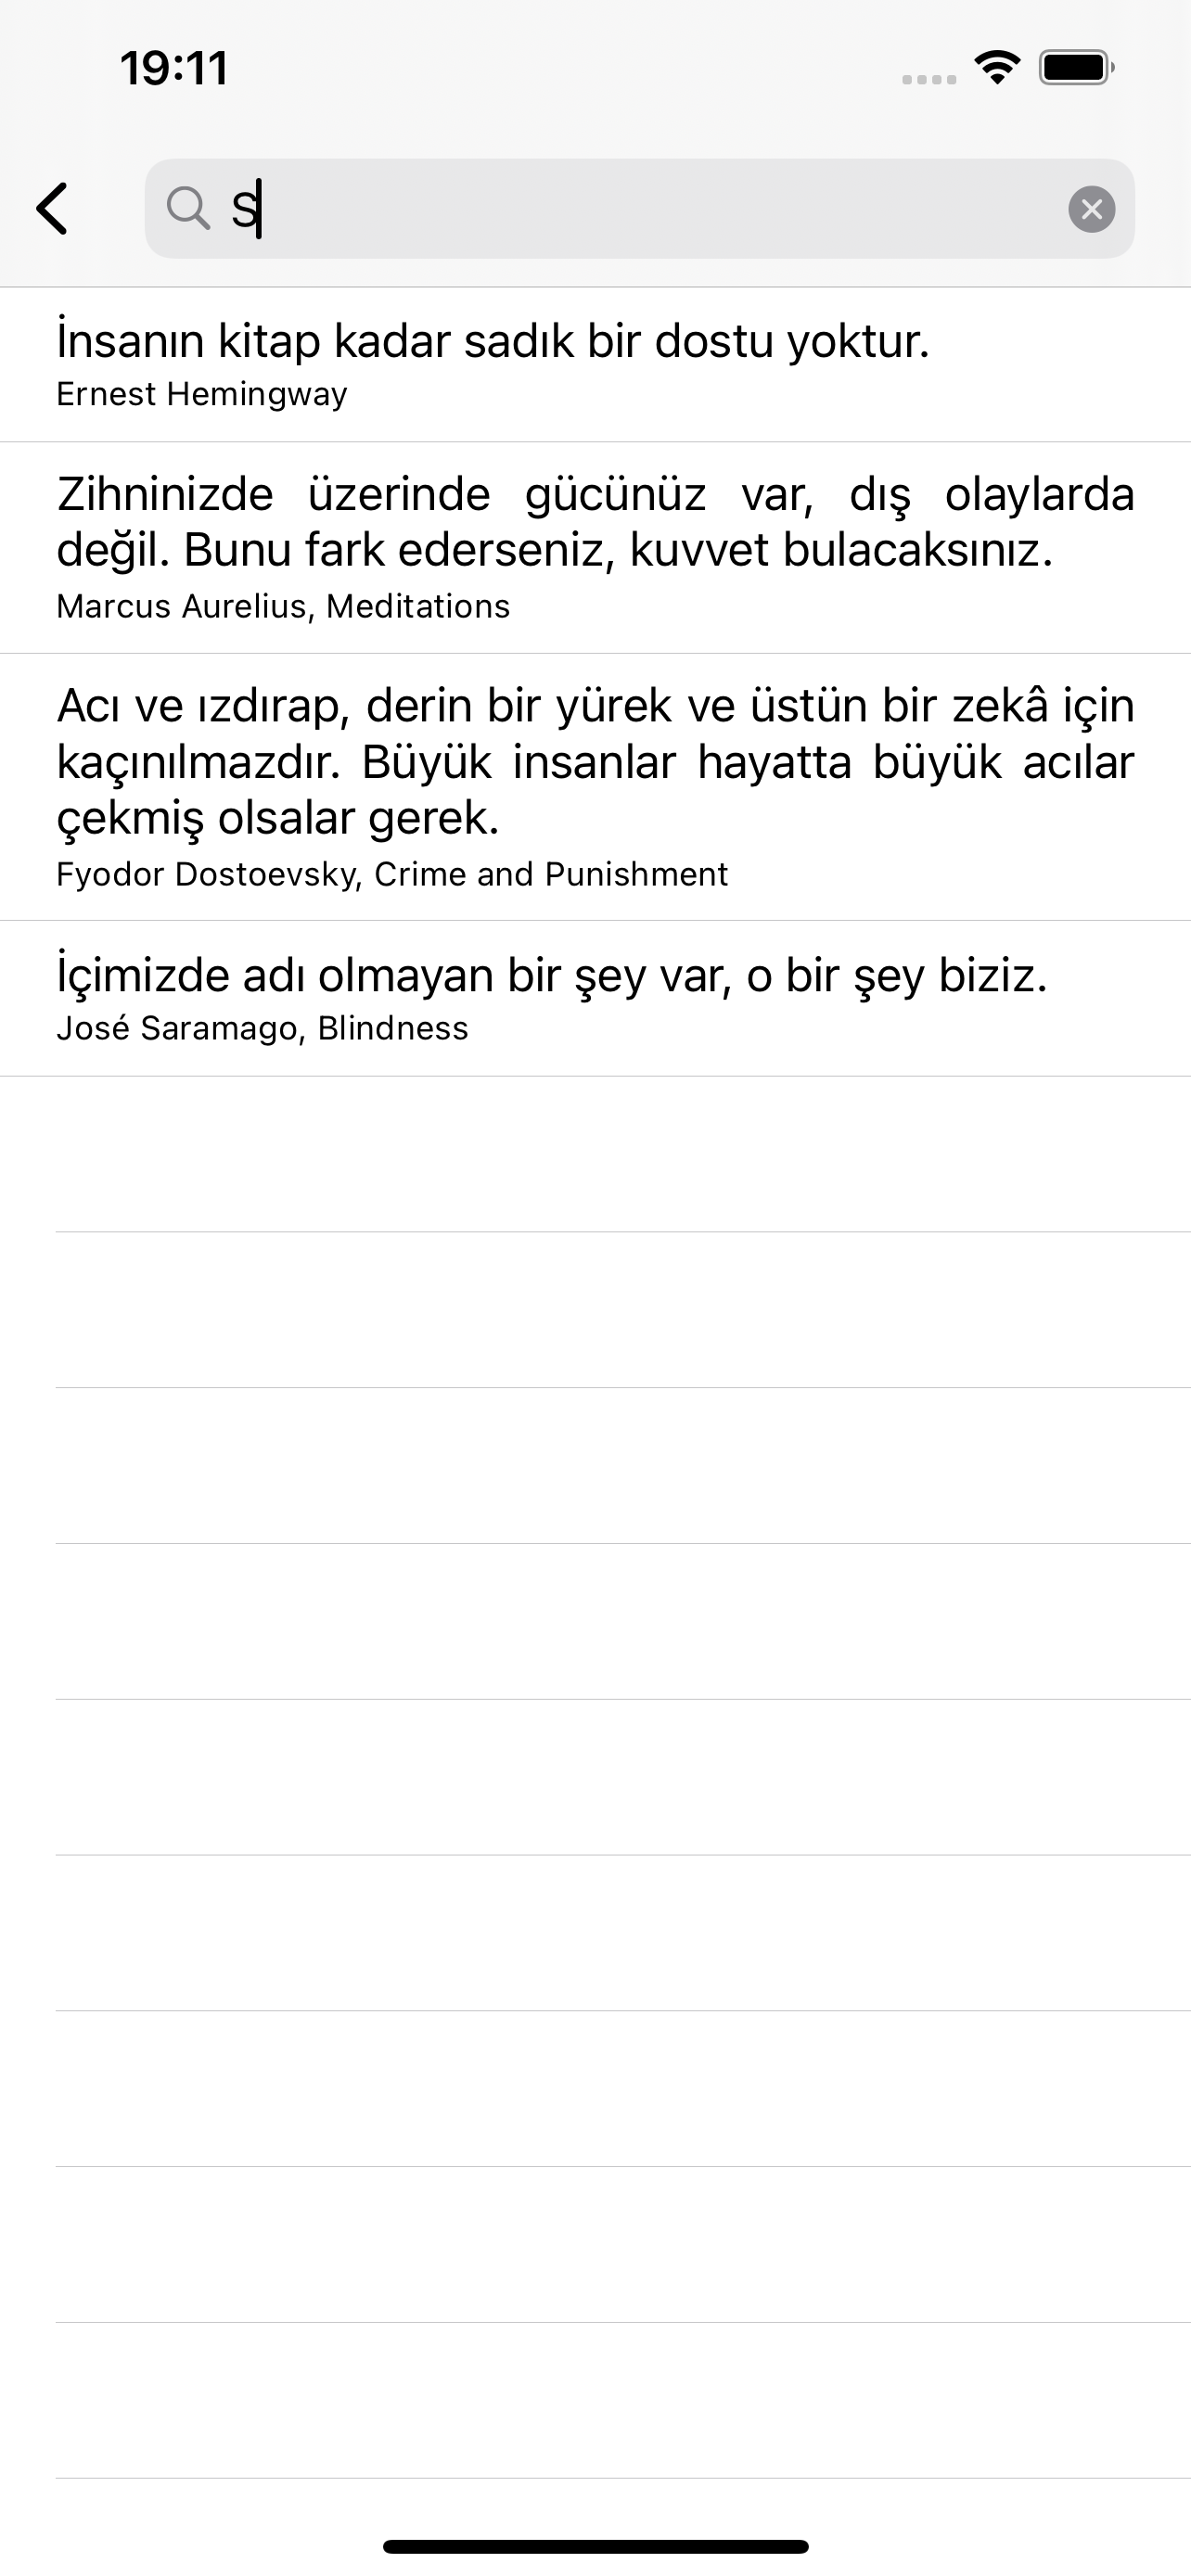 19:11
S
İnsanın kitap kadar sadık bir dostu yoktur.
Ernest Hemingway
Zihninizde üzerinde gücünüz var, dış olaylarda
değil. Bunu fark ederseniz, kuvvet bulacaksınız.
Marcus Aurelius, Meditations
Acı ve ızdırap, derin bir yürek ve üstün bir zekâ için
kaçınılmazdır. Büyük insanlar hayatta büyük acılar
çekmiş olsalar gerek.
Fyodor Dostoevsky, Crime and Punishment
İçimizde adı olmayan bir şey var, o bir şey biziz.
José Saramago, Blindness